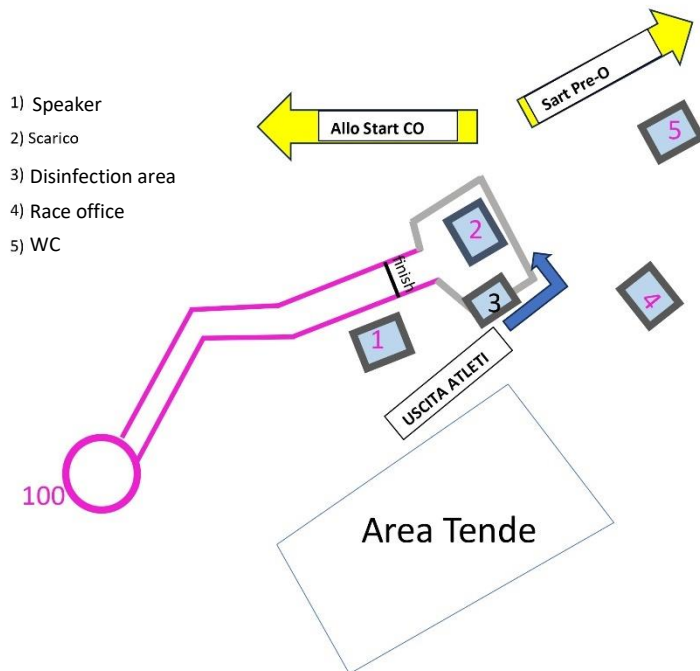 1) Speaker
2) Scarico
3) Disinfection area
4) Race office
5) WC
Allo Start CO
Sart Pre-O
5
2
finish
3
4
1
USCITA ATLETI
100
Area Tende